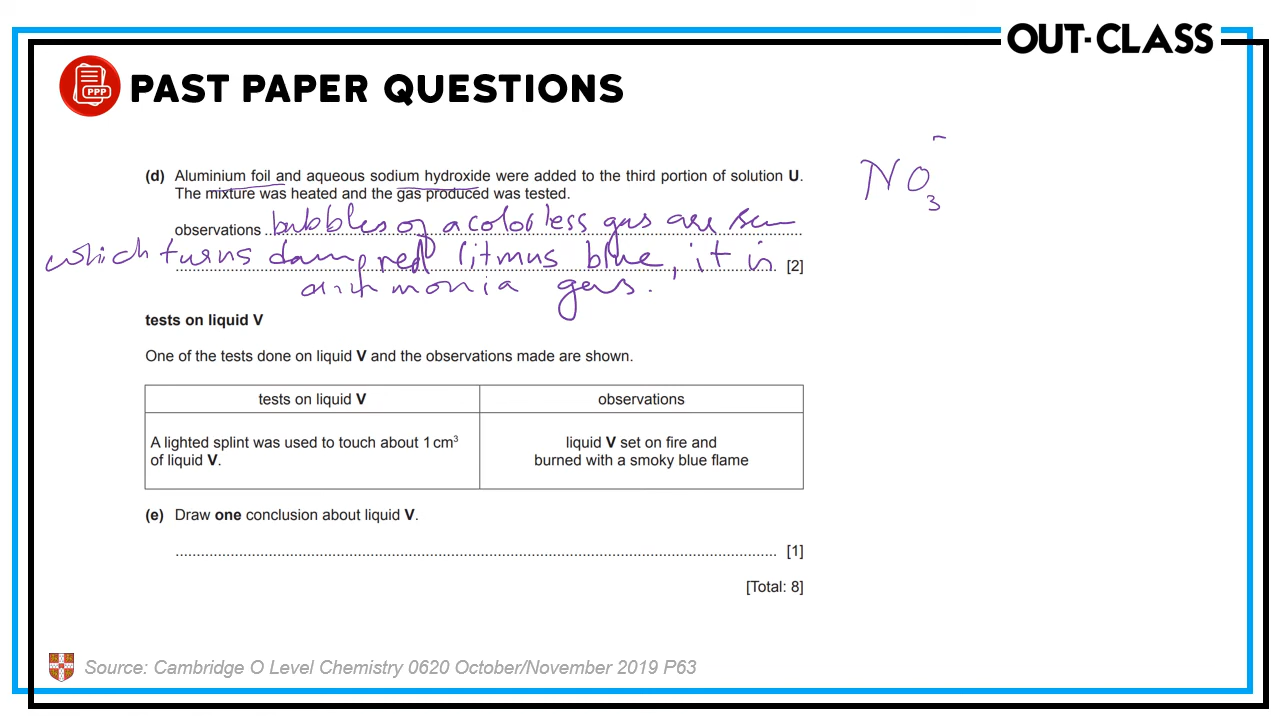 OUT-CLASS
PPP
PAST PAPER QUESTIONS
NO₃⁻
(d) Aluminium foil and aqueous sodium hydroxide were added to the third portion of solution U.
The mixture was heated and the gas produced was tested.
observations bubbles of a colorless gas are seen
which turns damp red litmus blue, it is [2]
ammonia gas.
tests on liquid V
One of the tests done on liquid V and the observations made are shown.
tests on liquid V observations
A lighted splint was used to touch about 1 cm³ liquid V set on fire and
of liquid V. burned with a smoky blue flame
(e) Draw one conclusion about liquid V.
[1]
[Total: 8]
Source: Cambridge O Level Chemistry 0620 October/November 2019 P63